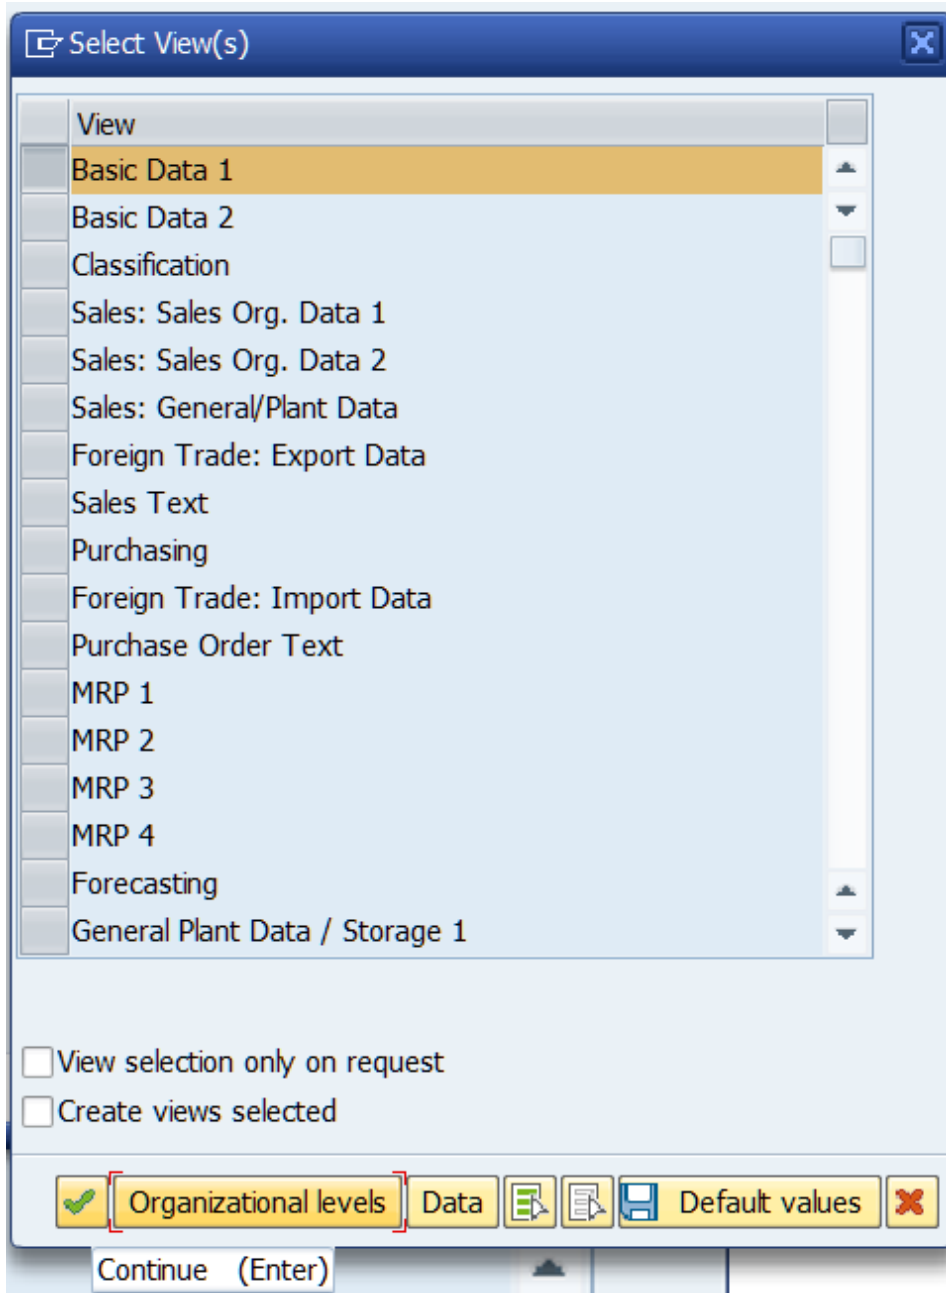 Select View(s)
View
Basic Data 1
Basic Data 2
Classification
Sales: Sales Org. Data 1
Sales: Sales Org. Data 2
Sales: General/Plant Data
Foreign Trade: Export Data
Sales Text
Purchasing
Foreign Trade: Import Data
Purchase Order Text
MRP 1
MRP 2
MRP 3
MRP 4
Forecasting
General Plant Data / Storage 1
View selection only on request
Create views selected
Organizational levels Data Default values
Continue (Enter)